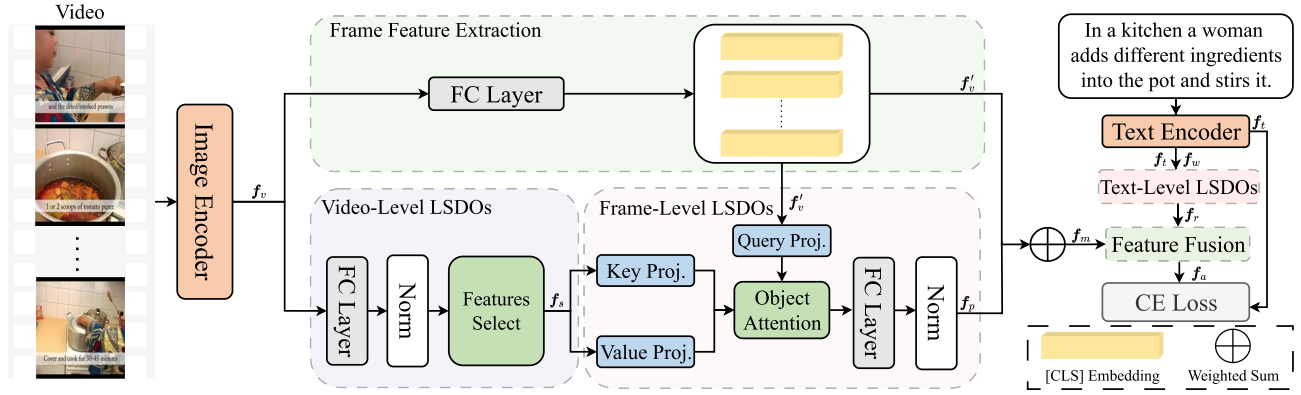 Video
and the dried/smoked prawns
1 or 2 scoops of tomato puree
Cover and cook for 30-45 minutes
Image Encoder
f_v
Frame Feature Extraction
FC Layer
f'_v
f'_v
Video-Level LSDOs
FC Layer
Norm
Features
Select
f_s
Frame-Level LSDOs
Query Proj.
Key Proj.
Value Proj.
Object
Attention
FC Layer
Norm
f_p
f_m
In a kitchen a woman
adds different ingredients
into the pot and stirs it.
Text Encoder
f_t
f_t f_w
Text-Level LSDOs
f_r
Feature Fusion
f_a
CE Loss
[CLS] Embedding
Weighted Sum